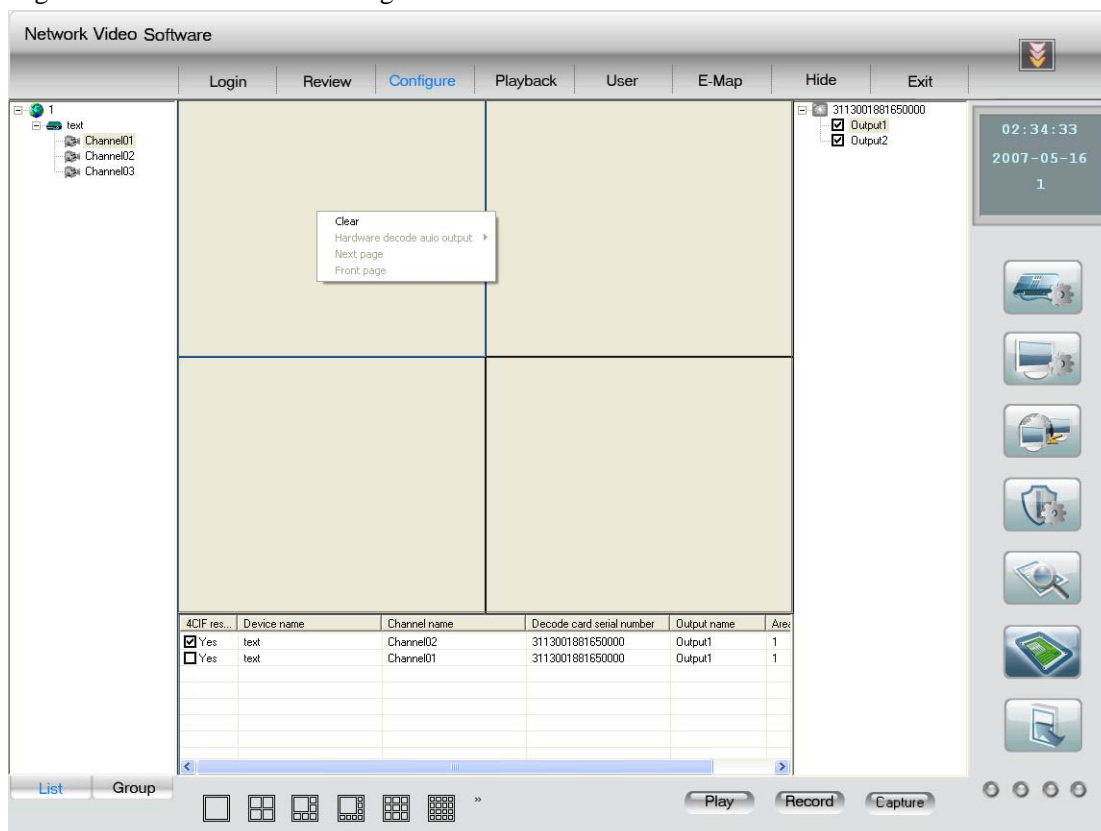 Network Video Software
Login Review Configure Playback User E-Map Hide Exit
1
text
Channel01
Channel02
Channel03
Clear
Hardware decode auio output
Next page
Front page
3113001881650000
Output1
Output2
02:34:33
2007-05-16
1
4CIF res... Device name Channel name Decode card serial number Output name Area
Yes text Channel02 3113001881650000 Output1 1
Yes text Channel01 3113001881650000 Output1 1
List Group
» Play Record Capture